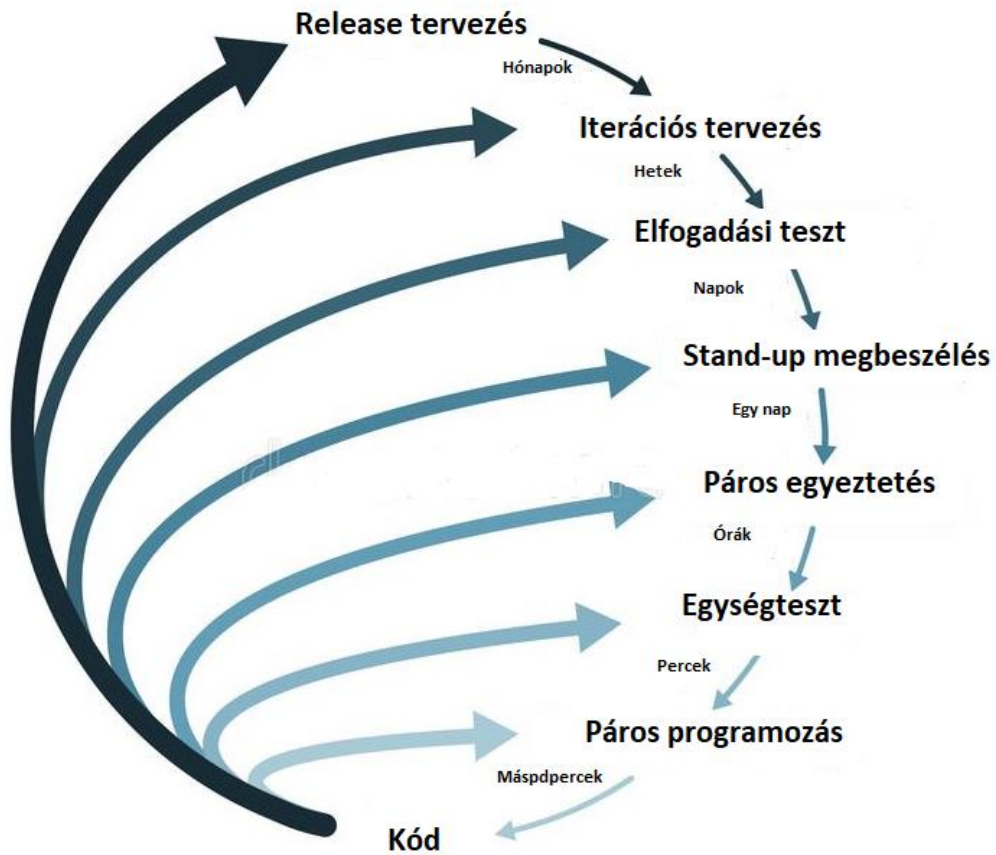 Release tervezés
Hónapok
Iterációs tervezés
Hetek
Elfogadási teszt
Napok
Stand-up megbeszélés
Egy nap
Páros egyeztetés
Órák
Egységteszt
Percek
Páros programozás
Máspdpercek
Kód